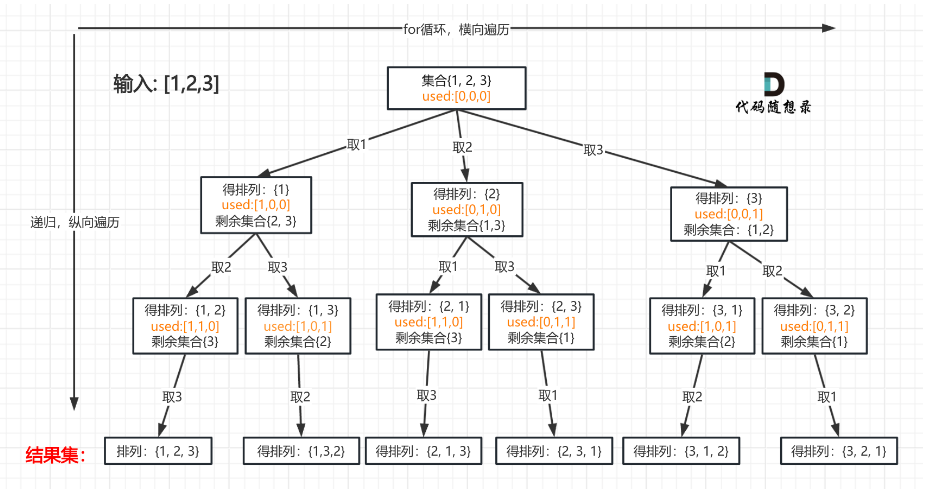 for循环，横向遍历
输入: [1,2,3]
集合{1, 2, 3}
used:[0,0,0]
代码随想录
取1
取2
取3
递归，纵向遍历
得排列：{1}
used:[1,0,0]
剩余集合{2, 3}
得排列：{2}
used:[0,1,0]
剩余集合{1,3}
得排列：{3}
used:[0,0,1]
剩余集合：{1,2}
取2
取3
取1
取3
取1
取2
得排列：{1, 2}
used:[1,1,0]
剩余集合{3}
得排列：{1, 3}
used:[1,0,1]
剩余集合{2}
得排列：{2, 1}
used:[1,1,0]
剩余集合{3}
得排列：{2, 3}
used:[0,1,1]
剩余集合{1}
得排列：{3, 1}
used:[1,0,1]
剩余集合{2}
得排列：{3, 2}
used:[0,1,1]
剩余集合{1}
取3
取2
取3
取1
取2
取1
结果集：
排列：{1, 2, 3}
得排列：{1,3,2}
得排列：{2, 1, 3}
得排列：{2, 3, 1}
得排列：{3, 1, 2}
得排列：{3, 2, 1}